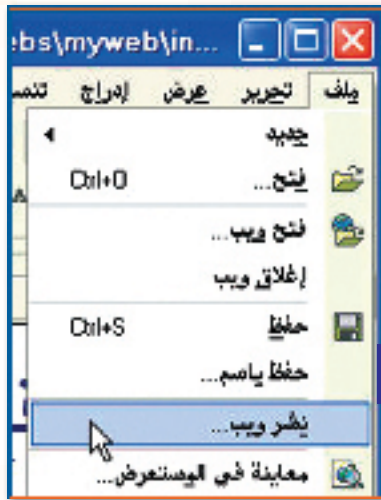 ebs\myweb\in...
ملف تحرير عرض إدراج تنس
جديد
فتح... Ctrl+O
فتح ويب...
إغلاق ويب
حفظ Ctrl+S
حفظ باسم...
نشر ويب...
معاينة في المستعرض...